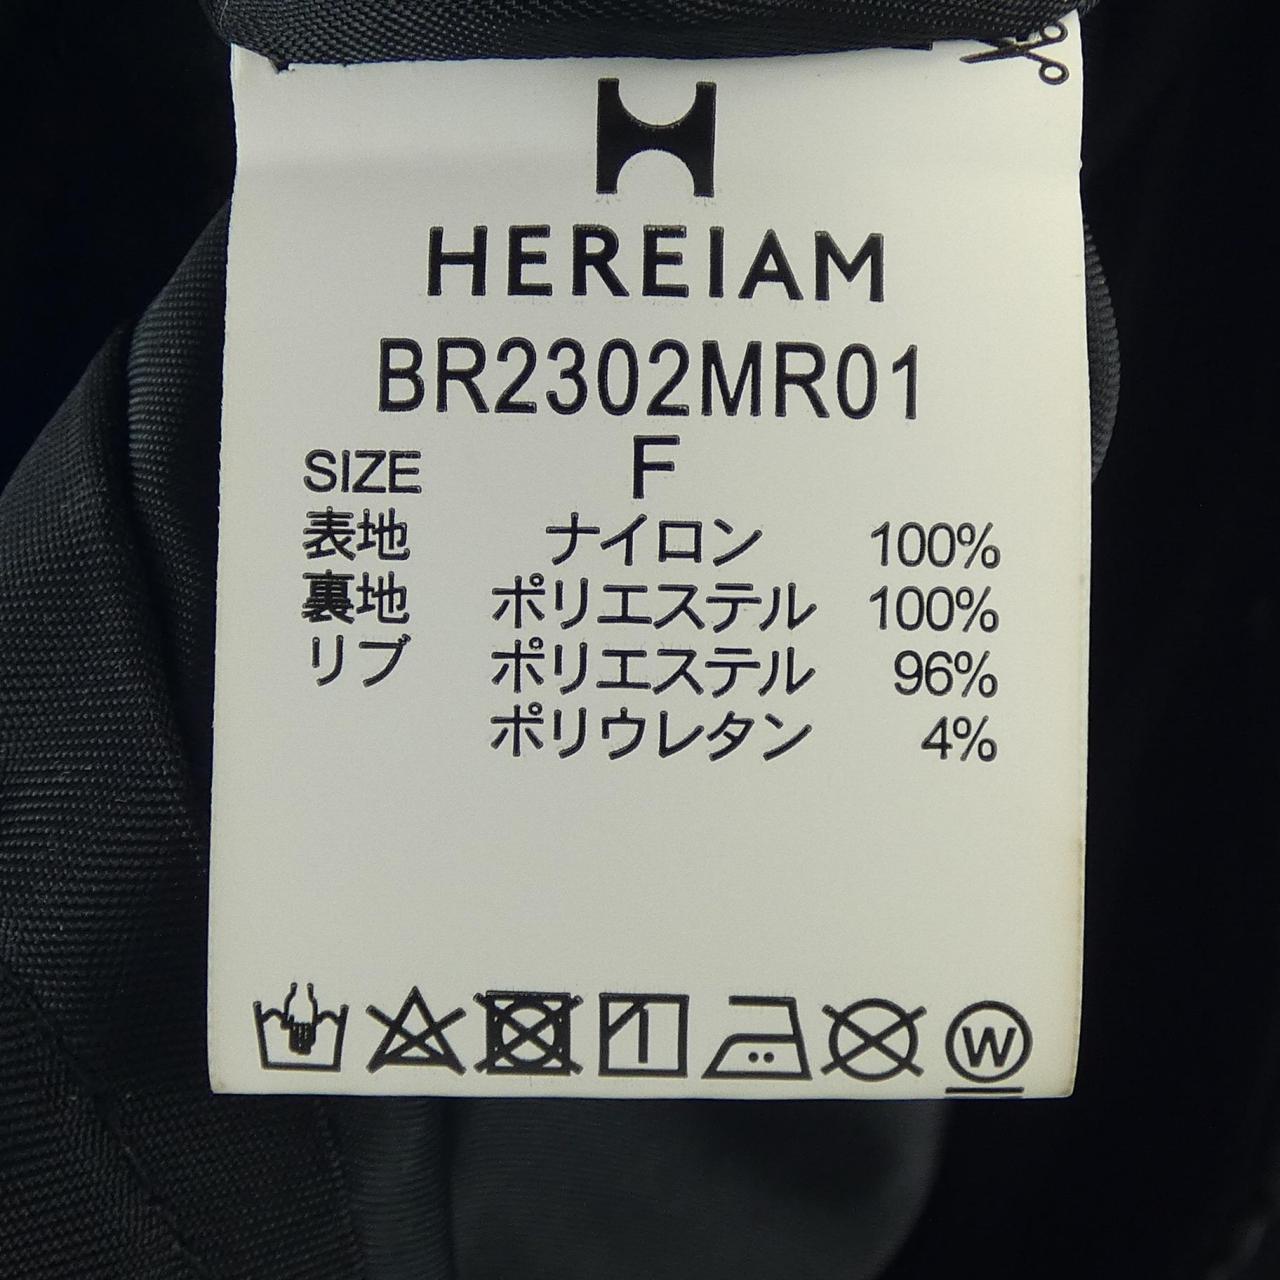 HEREIAM
BR2302MR01
SIZE F
表地 ナイロン 100%
裏地 ポリエステル 100%
リブ ポリエステル 96%
ポリウレタン 4%
W